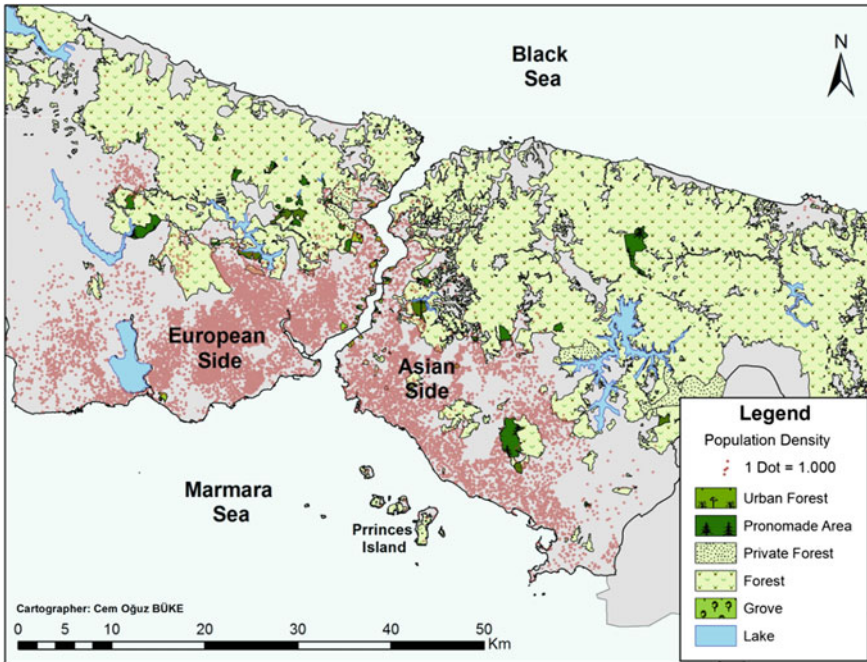 Black
Sea
N
European
Side
Asian
Side
Marmara
Sea
Prrinces
Island
Legend
Population Density
1 Dot = 1.000
Urban Forest
Pronomade Area
Private Forest
Forest
Grove
Lake
Cartographer: Cem Oğuz BÜKE
0 5 10 20 30 40 50
Km